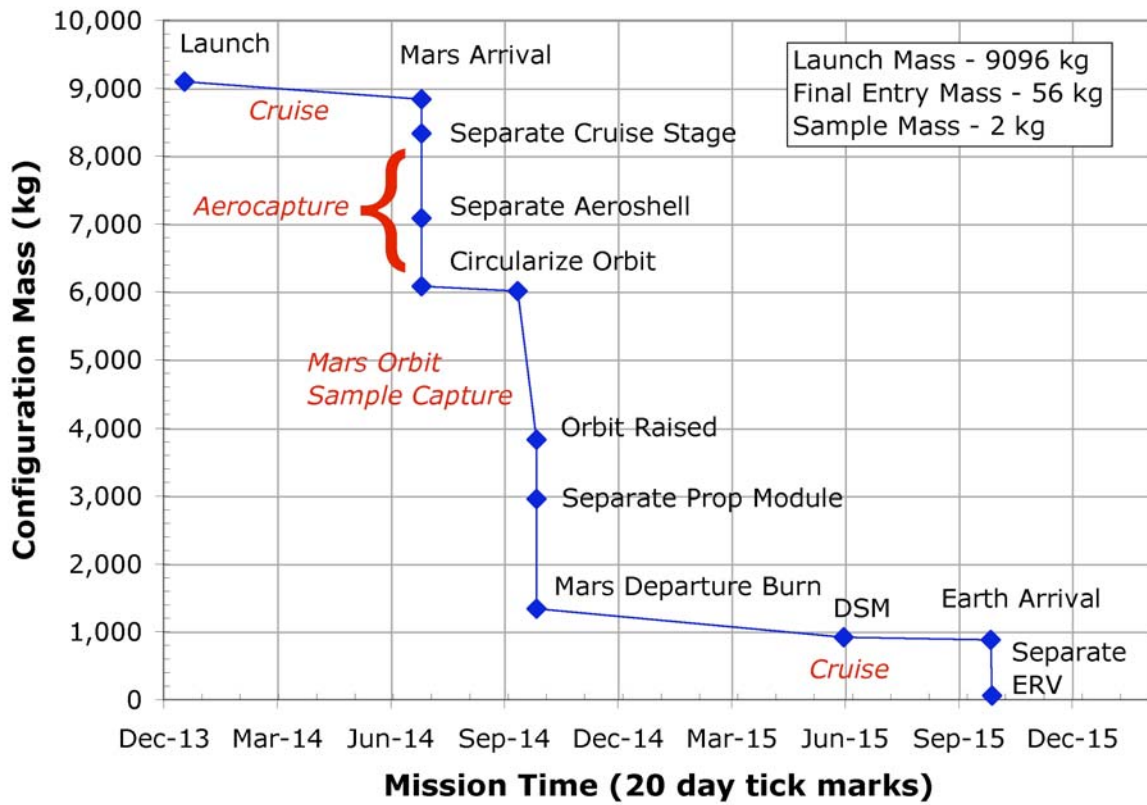 10,000
9,000
8,000
7,000
6,000
5,000
4,000
3,000
2,000
1,000
0
Configuration Mass (kg)
Launch
Cruise
Mars Arrival
Launch Mass - 9096 kg
Final Entry Mass - 56 kg
Sample Mass - 2 kg
Separate Cruise Stage
Aerocapture
Separate Aeroshell
Circularize Orbit
Mars Orbit
Sample Capture
Orbit Raised
Separate Prop Module
Mars Departure Burn
DSM
Cruise
Earth Arrival
Separate
ERV
Dec-13 Mar-14 Jun-14 Sep-14 Dec-14 Mar-15 Jun-15 Sep-15 Dec-15
Mission Time (20 day tick marks)